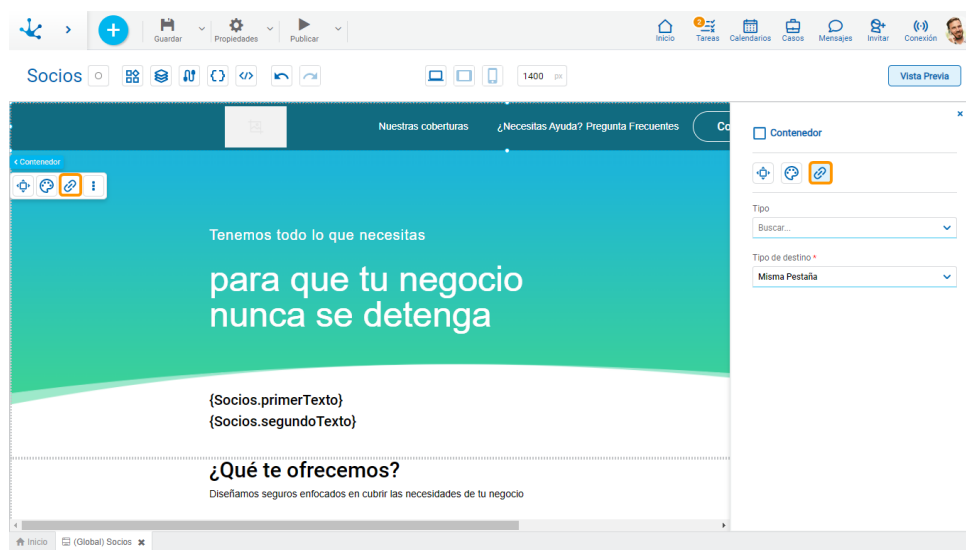 Guardar
Propiedades
Publicar
Inicio
2
Tareas
Calendarios
Casos
Mensajes
Invitar
Conexión
Socios
1400 px
Vista Previa
Nuestras coberturas
¿Necesitas Ayuda? Pregunta Frecuentes
Co
< Contenedor
Contenedor
Tipo
Buscar...
Tipo de destino *
Misma Pestaña
Tenemos todo lo que necesitas
para que tu negocio
nunca se detenga
{Socios.primerTexto}
{Socios.segundoTexto}
¿Qué te ofrecemos?
Diseñamos seguros enfocados en cubrir las necesidades de tu negocio
Inicio
(Global) Socios